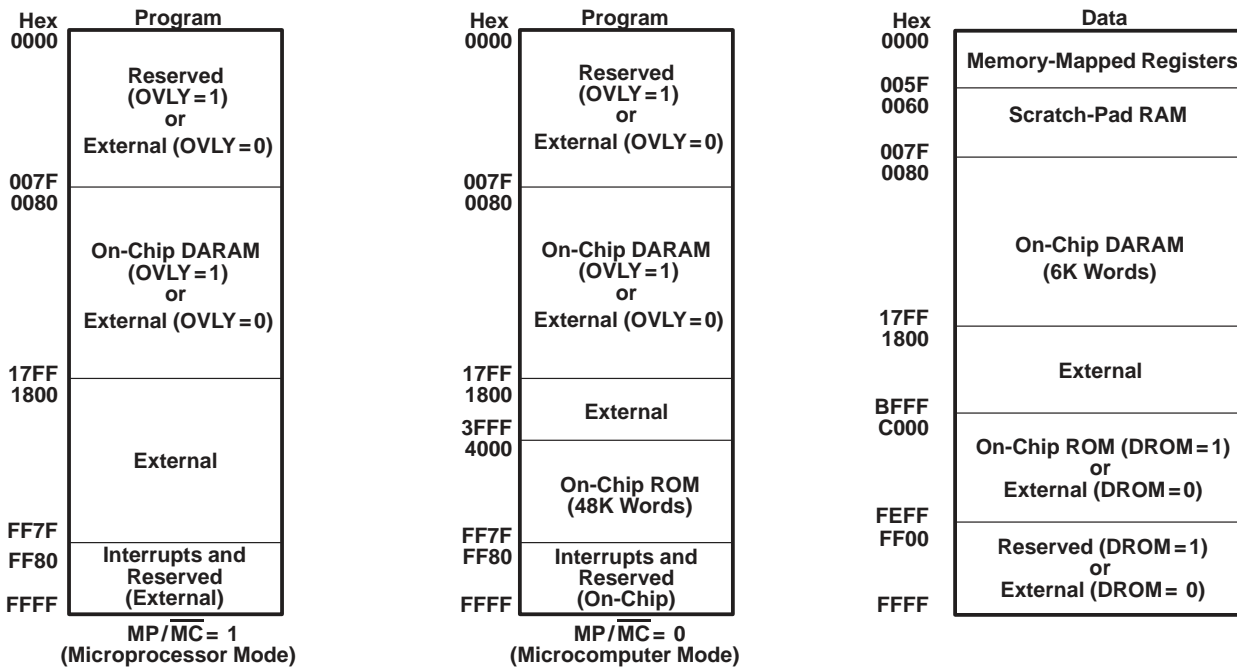 Hex
Program
0000
Reserved
(OVLY = 1)
or
External (OVLY = 0)
007F
0080
On-Chip DARAM
(OVLY = 1)
or
External (OVLY = 0)
17FF
1800
External
FF7F
FF80
Interrupts and
Reserved
(External)
FFFF
MP/MC = 1
(Microprocessor Mode)
Hex
Program
0000
Reserved
(OVLY = 1)
or
External (OVLY = 0)
007F
0080
On-Chip DARAM
(OVLY = 1)
or
External (OVLY = 0)
17FF
1800
External
3FFF
4000
On-Chip ROM
(48K Words)
FF7F
FF80
Interrupts and
Reserved
(On-Chip)
FFFF
MP/MC = 0
(Microcomputer Mode)
Hex
Data
0000
Memory-Mapped Registers
005F
0060
Scratch-Pad RAM
007F
0080
On-Chip DARAM
(6K Words)
17FF
1800
External
BFFF
C000
On-Chip ROM (DROM = 1)
or
External (DROM = 0)
FEFF
FF00
Reserved (DROM = 1)
or
External (DROM = 0)
FFFF